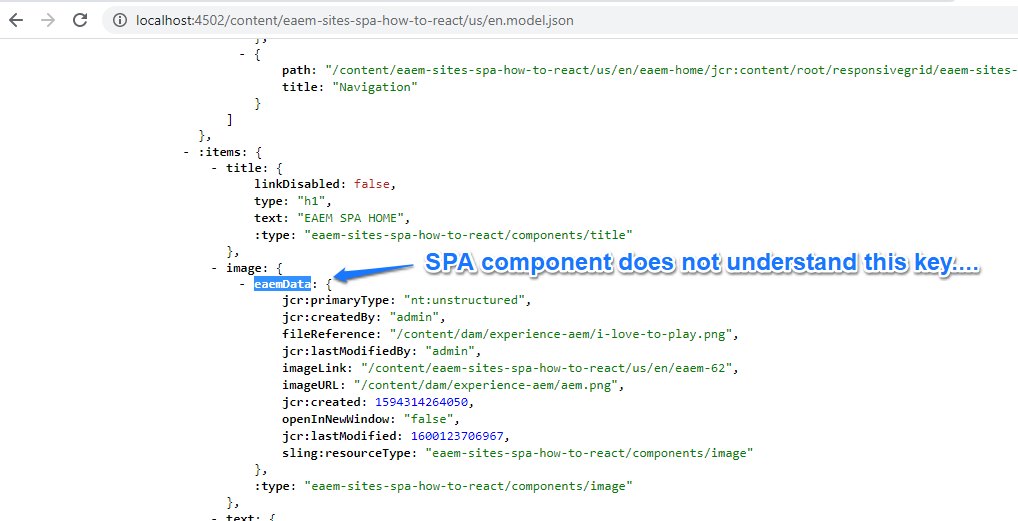 localhost:4502/content/eaem-sites-spa-how-to-react/us/en.model.json
},
- {
path: "/content/eaem-sites-spa-how-to-react/us/en/eaem-home/jcr:content/root/responsivegrid/eaem-sites-
title: "Navigation"
}
]
},
- :items: {
- title: {
linkDisabled: false,
type: "h1",
text: "EAEM SPA HOME",
:type: "eaem-sites-spa-how-to-react/components/title"
},
- image: {
SPA component does not understand this key....
- eaemData: {
jcr:primaryType: "nt:unstructured",
jcr:createdBy: "admin",
fileReference: "/content/dam/experience-aem/i-love-to-play.png",
jcr:lastModifiedBy: "admin",
imageLink: "/content/eaem-sites-spa-how-to-react/us/en/eaem-62",
imageURL: "/content/dam/experience-aem/aem.png",
jcr:created: 1594314264050,
openInNewWindow: "false",
jcr:lastModified: 1600123706967,
sling:resourceType: "eaem-sites-spa-how-to-react/components/image"
},
:type: "eaem-sites-spa-how-to-react/components/image"
},
- text: {